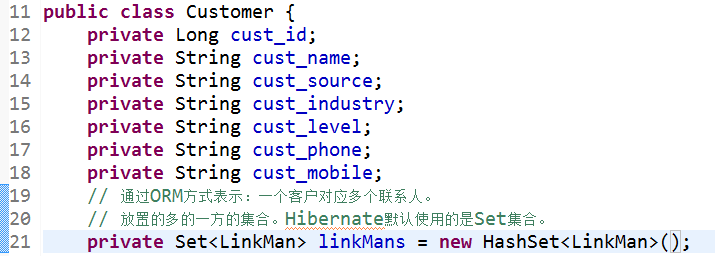 11 public class Customer {
12     private Long cust_id;
13     private String cust_name;
14     private String cust_source;
15     private String cust_industry;
16     private String cust_level;
17     private String cust_phone;
18     private String cust_mobile;
19     // 通过ORM方式表示：一个客户对应多个联系人。
20     // 放置的多的一方的集合。Hibernate默认使用的是Set集合。
21     private Set<LinkMan> linkMans = new HashSet<LinkMan>();